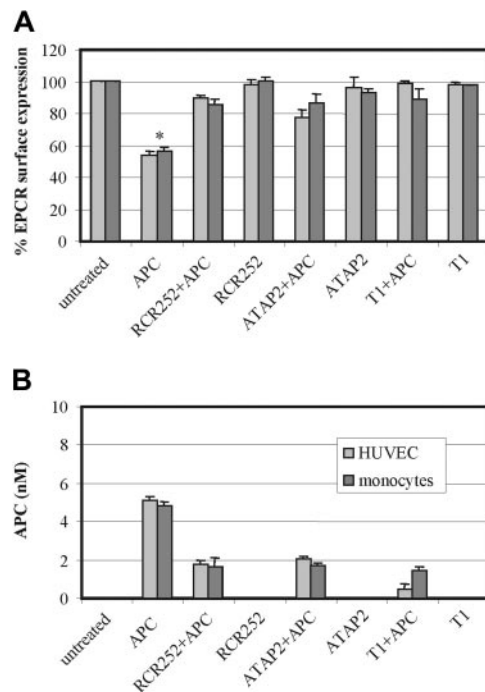 A
% EPCR surface expression
120
100
80
60
40
20
0
*
untreated
APC
RCR252+APC
RCR252
ATAP2+APC
ATAP2
T1+APC
T1
B
APC (nM)
10
8
6
4
2
0
HUVEC
monocytes
untreated
APC
RCR252+APC
RCR252
ATAP2+APC
ATAP2
T1+APC
T1